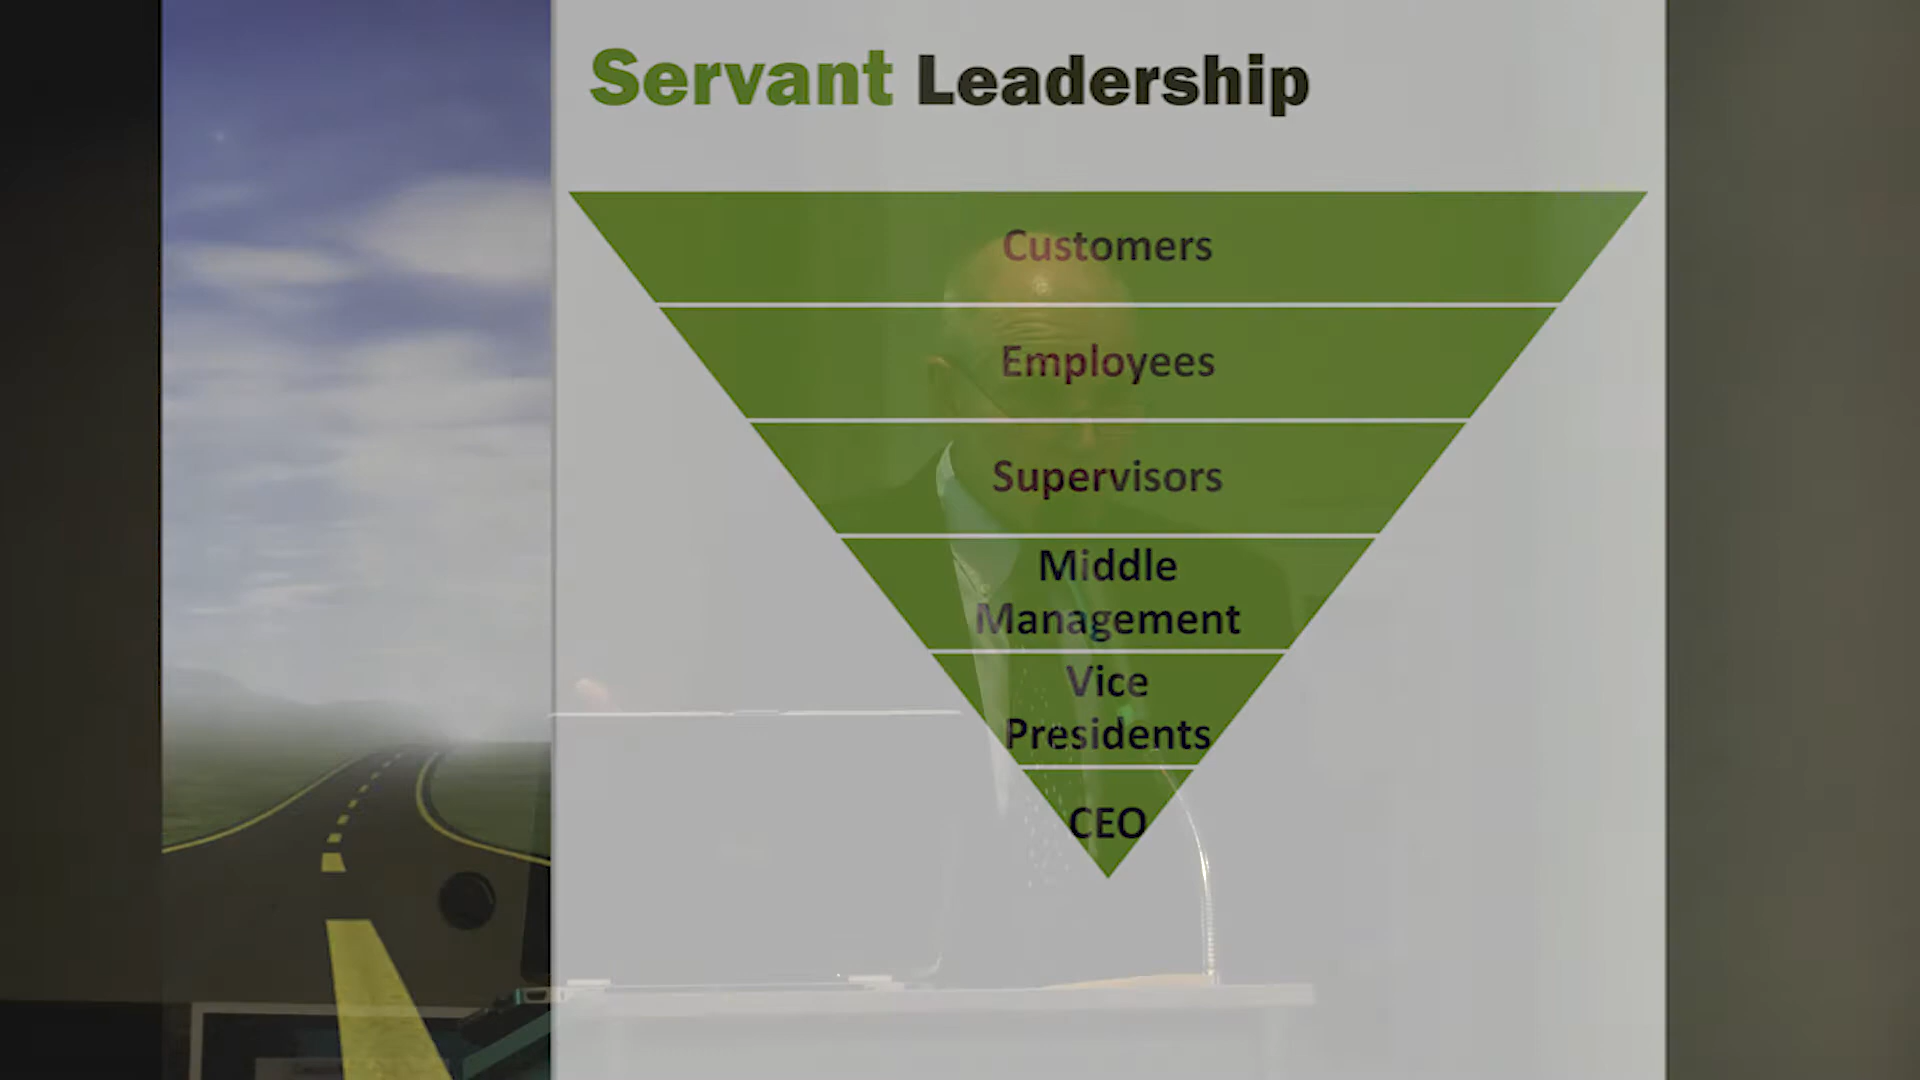 Servant Leadership
Customers
Employees
Supervisors
Middle
Management
Vice
Presidents
CEO